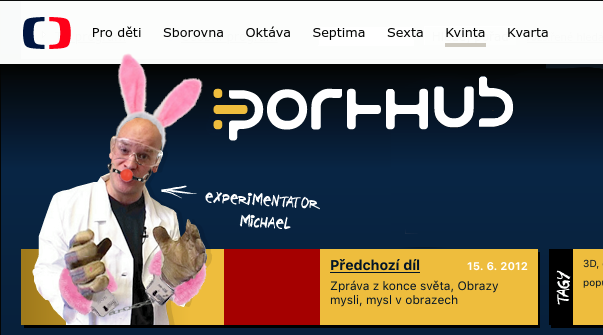 Pro děti Sborovna Oktáva Septima Sexta Kvinta Kvarta
PORTHUB
EXPERIMENTATOR
MICHAEL
Předchozí díl 15. 6. 2012
Zpráva z konce světa, Obrazy
mysli, mysl v obrazech
TAGY
3D,
popu